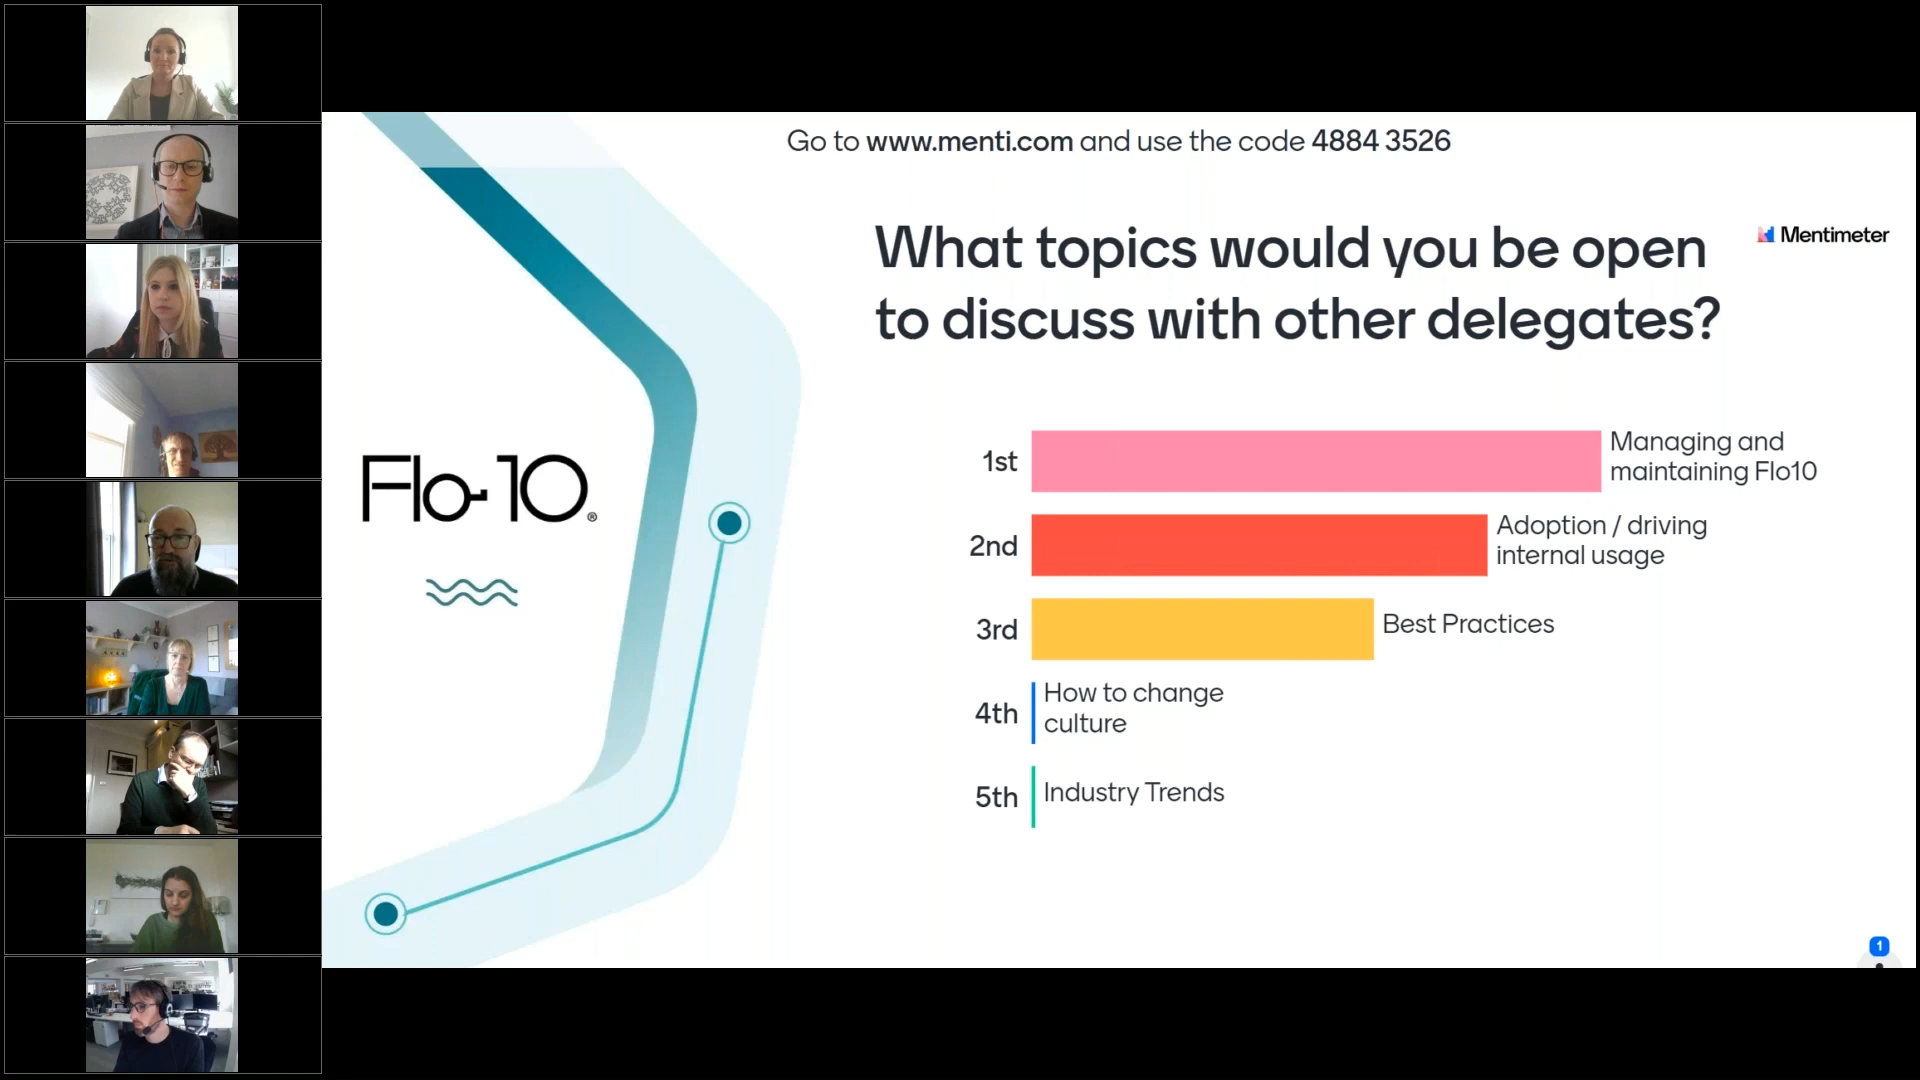 Go to www.menti.com and use the code 4884 3526
What topics would you be open
to discuss with other delegates?
Mentimeter
Flo-10®
1st
Managing and
maintaining Flo10
2nd
Adoption / driving
internal usage
3rd
Best Practices
4th
How to change
culture
5th
Industry Trends
1